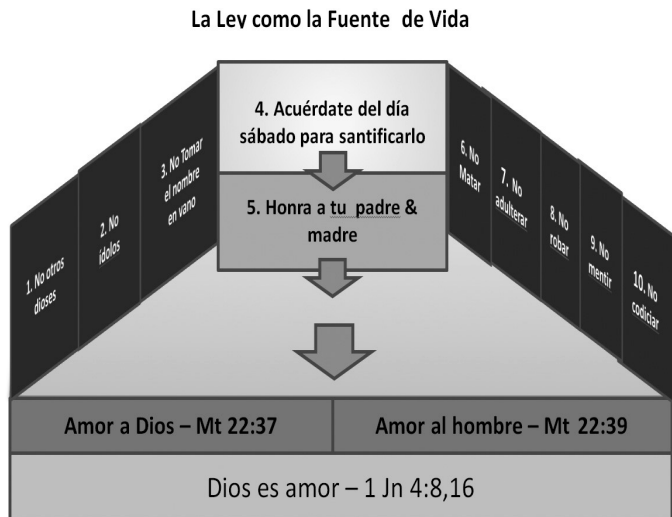 La Ley como la Fuente de Vida
4. Acuérdate del día
sábado para santificarlo
5. Honra a tu padre &
madre
1. No otros
dioses
2. No
idolos
3. No Tomar
el nombre
en vano
6. No
Matar
7. No
adulterar
8. No
robar
9. No
mentir
10. No
codiciar
Amor a Dios – Mt 22:37
Amor al hombre – Mt 22:39
Dios es amor – 1 Jn 4:8,16